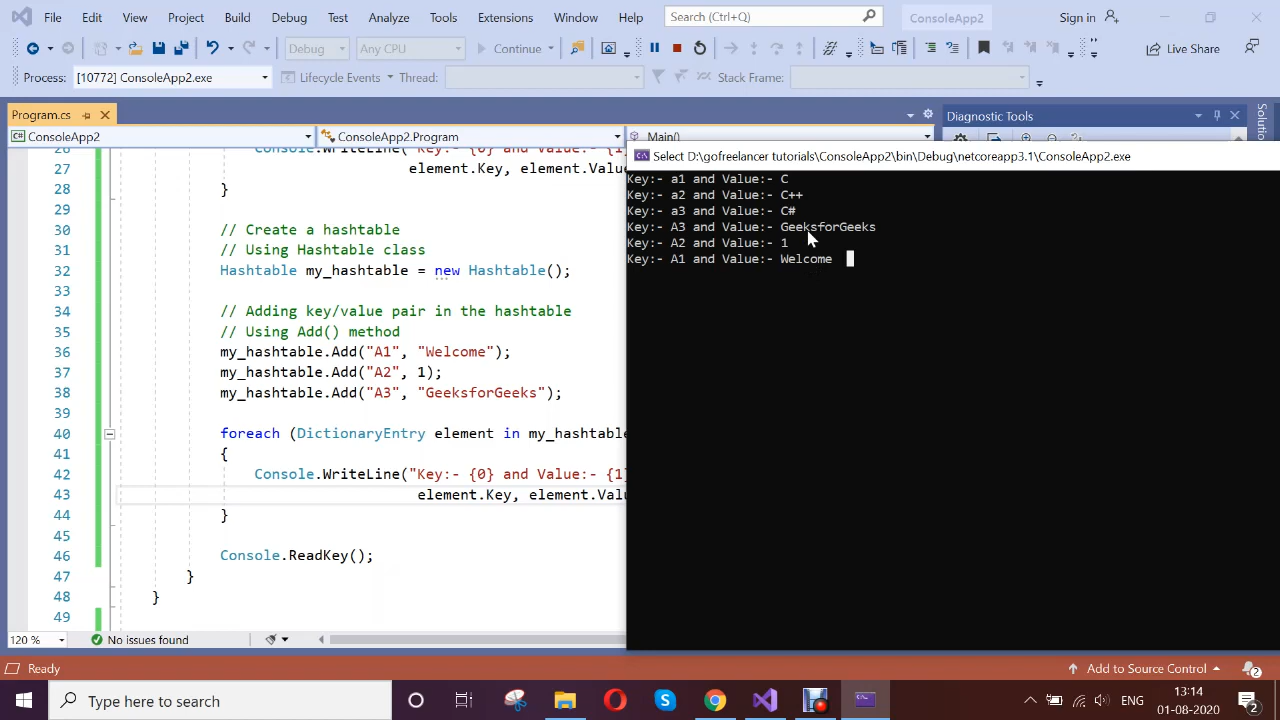 File Edit View Project Build Debug Test Analyze Tools Extensions Window Help Search (Ctrl+Q) ConsoleApp2 Sign in
Debug Any CPU Continue Live Share
Process: [10772] ConsoleApp2.exe Lifecycle Events Thread: Stack Frame:
Program.cs Diagnostic Tools
ConsoleApp2 ConsoleApp2.Program Main()
27 element.Key, element.Valu
28 }
29
30 // Create a hashtable
31 // Using Hashtable class
32 Hashtable my_hashtable = new Hashtable();
33
34 // Adding key/value pair in the hashtable
35 // Using Add() method
36 my_hashtable.Add("A1", "Welcome");
37 my_hashtable.Add("A2", 1);
38 my_hashtable.Add("A3", "GeeksforGeeks");
39
40 foreach (DictionaryEntry element in my_hashtable
41 {
42 Console.WriteLine("Key:- {0} and Value:- {1}
43 element.Key, element.Valu
44 }
45
46 Console.ReadKey();
47 }
48 }
49
120 % No issues found
Select D:\gofreelancer tutorials\ConsoleApp2\bin\Debug\netcoreapp3.1\ConsoleApp2.exe
Key:- a1 and Value:- C
Key:- a2 and Value:- C++
Key:- a3 and Value:- C#
Key:- A3 and Value:- GeeksforGeeks
Key:- A2 and Value:- 1
Key:- A1 and Value:- Welcome
Ready Add to Source Control 2
Type here to search ENG 13:14
01-08-2020 2